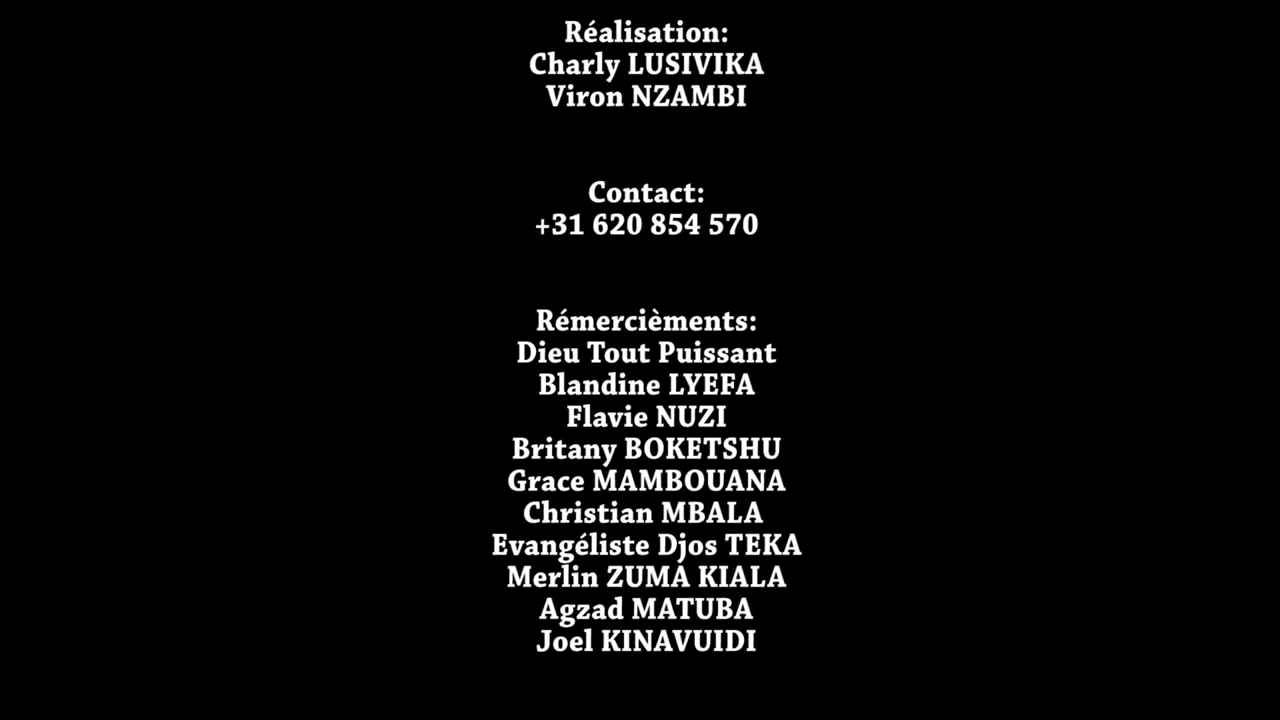 Réalisation:
Charly LUSIVIKA
Viron NZAMBI
Contact:
+31 620 854 570
Rémercièments:
Dieu Tout Puissant
Blandine LYEFA
Flavie NUZI
Britany BOKETSHU
Grace MAMBOUANA
Christian MBALA
Evangéliste Djos TEKA
Merlin ZUMA KIALA
Agzad MATUBA
Joel KINAVUIDI